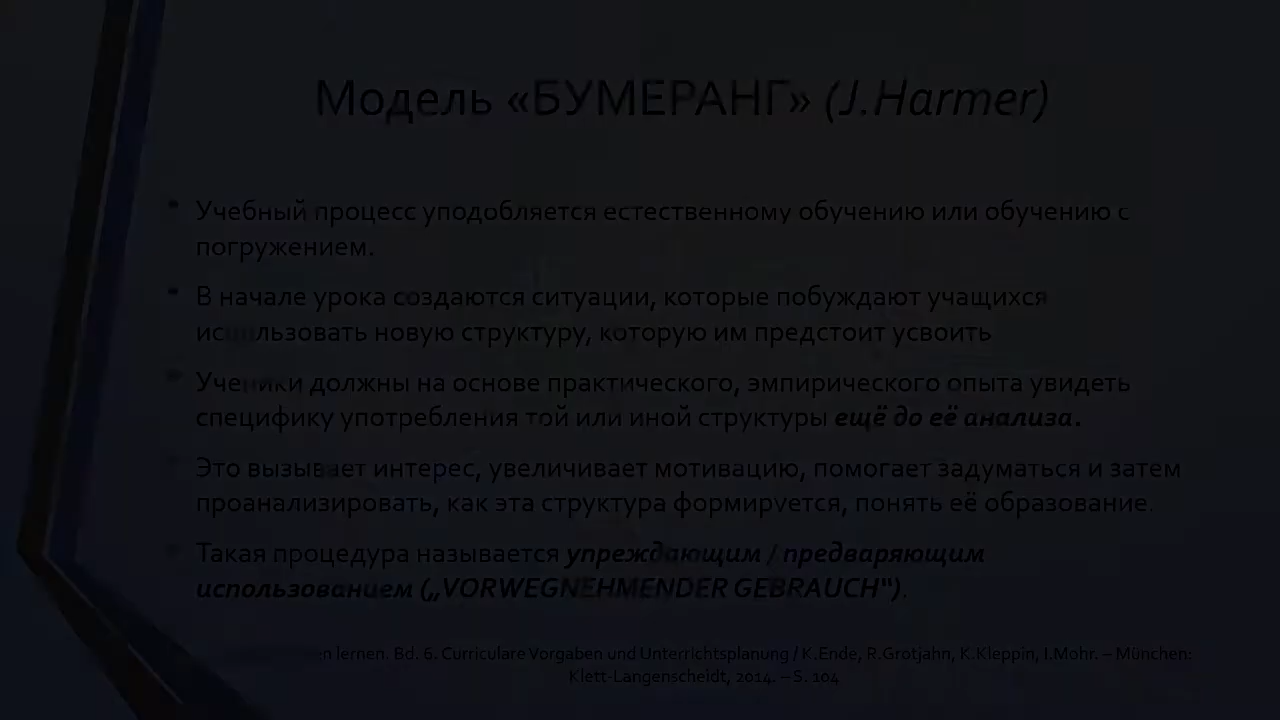 Модель «БУМЕРАНГ» (J.Harmer)
• Учебный процесс уподобляется естественному обучению или обучению с
погружением.
• В начале урока создаются ситуации, которые побуждают учащихся
использовать новую структуру, которую им предстоит усвоить
• Ученики должны на основе практического, эмпирического опыта увидеть
специфику употребления той или иной структуры ещё до её анализа.
• Это вызывает интерес, увеличивает мотивацию, помогает задуматься и затем
проанализировать, как эта структура формируется, понять её образование.
• Такая процедура называется упреждающим / предваряющим
использованием („VORWEGNEHMENDER GEBRAUCH").
lernen. Bd. 6. Curriculare Vorgaben und Unterrichtsplanung / K.Ende, R.Grotjahn, K.Kleppin, I.Mohr. – München:
Klett-Langenscheidt, 2014. – S. 104